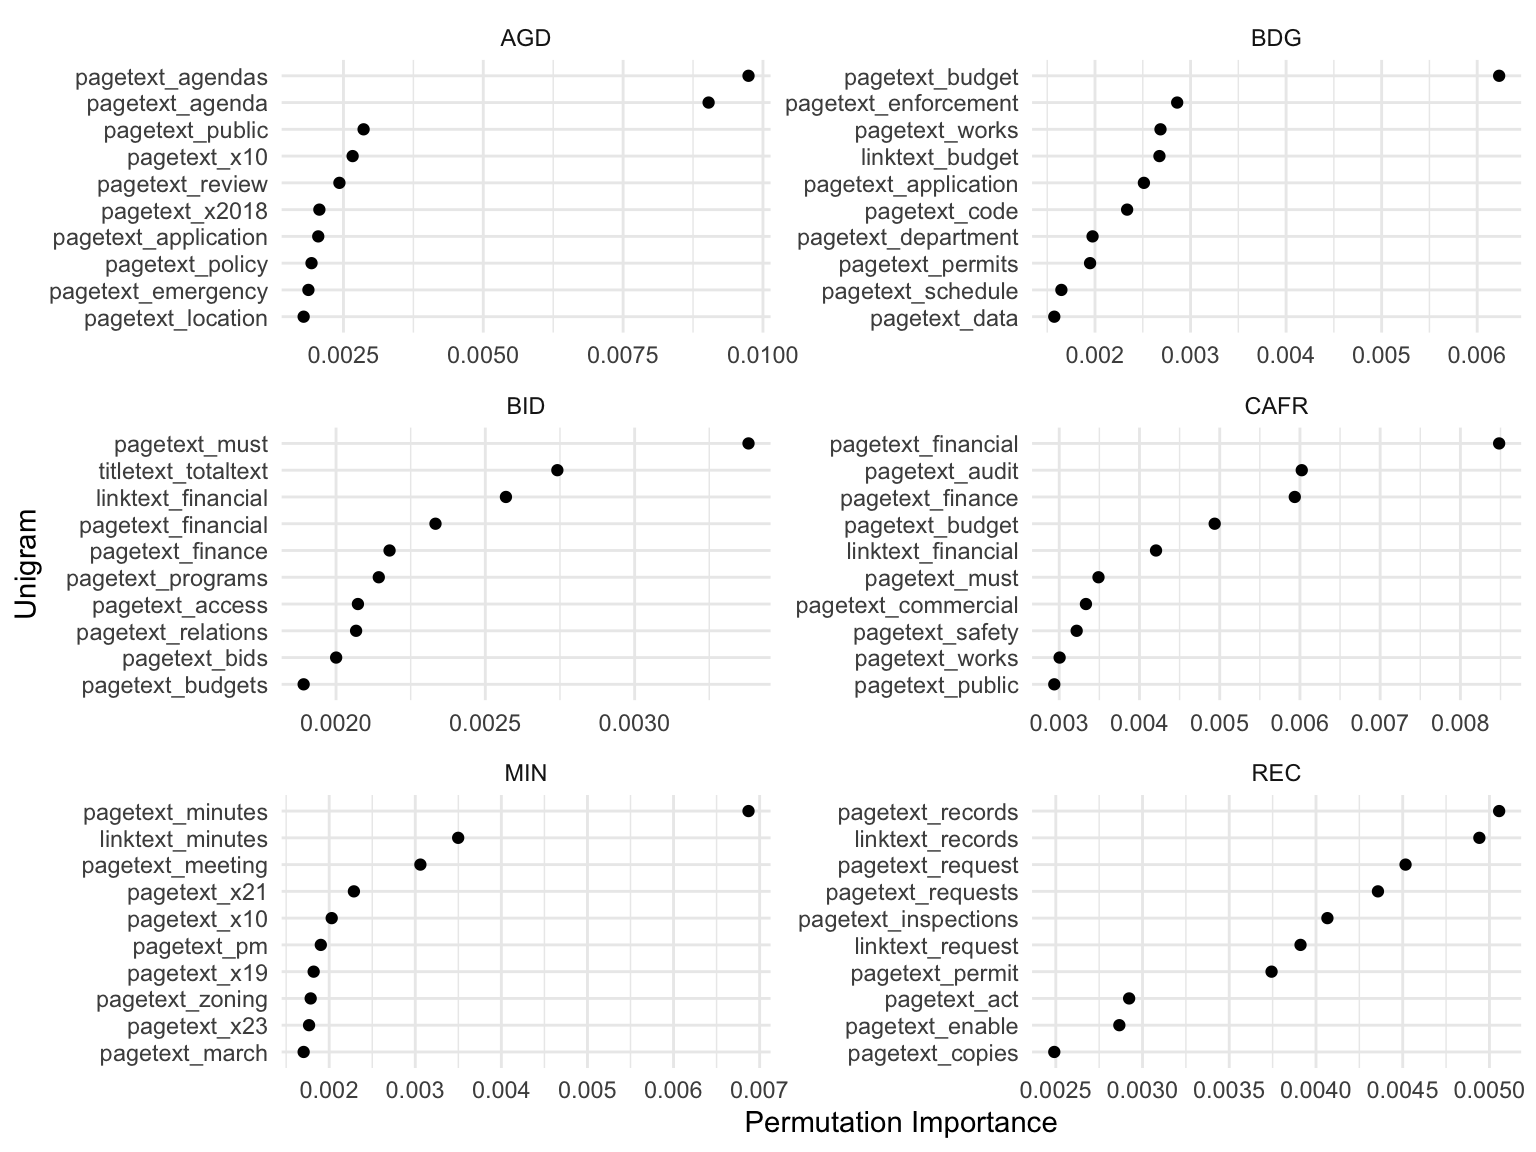 AGD
pagetext_agendas
pagetext_agenda
pagetext_public
pagetext_x10
pagetext_review
pagetext_x2018
pagetext_application
pagetext_policy
pagetext_emergency
pagetext_location
0.0025 0.0050 0.0075 0.0100
BDG
pagetext_budget
pagetext_enforcement
pagetext_works
linktext_budget
pagetext_application
pagetext_code
pagetext_department
pagetext_permits
pagetext_schedule
pagetext_data
0.002 0.003 0.004 0.005 0.006
BID
pagetext_must
titletext_totaltext
linktext_financial
pagetext_financial
pagetext_finance
pagetext_programs
pagetext_access
pagetext_relations
pagetext_bids
pagetext_budgets
0.0020 0.0025 0.0030
CAFR
pagetext_financial
pagetext_audit
pagetext_finance
pagetext_budget
linktext_financial
pagetext_must
pagetext_commercial
pagetext_safety
pagetext_works
pagetext_public
0.003 0.004 0.005 0.006 0.007 0.008
MIN
pagetext_minutes
linktext_minutes
pagetext_meeting
pagetext_x21
pagetext_x10
pagetext_pm
pagetext_x19
pagetext_zoning
pagetext_x23
pagetext_march
0.002 0.003 0.004 0.005 0.006 0.007
REC
pagetext_records
linktext_records
pagetext_request
pagetext_requests
pagetext_inspections
linktext_request
pagetext_permit
pagetext_act
pagetext_enable
pagetext_copies
0.0025 0.0030 0.0035 0.0040 0.0045 0.0050
Unigram
Permutation Importance